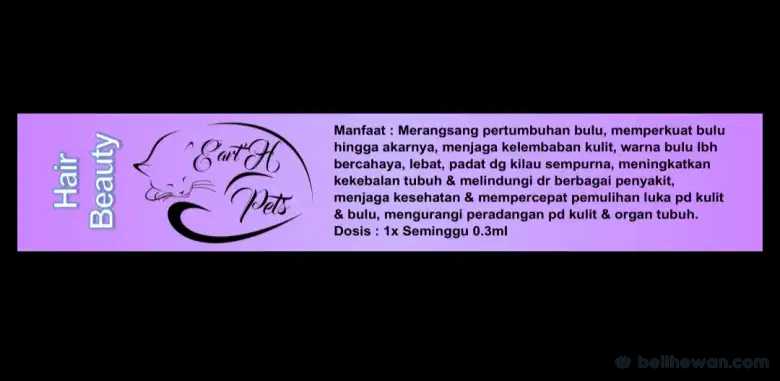 Hair
Beauty
Eart'H
Pets
Manfaat : Merangsang pertumbuhan bulu, memperkuat bulu
hingga akarnya, menjaga kelembaban kulit, warna bulu lbh
bercahaya, lebat, padat dg kilau sempurna, meningkatkan
kekebalan tubuh & melindungi dr berbagai penyakit,
menjaga kesehatan & mempercepat pemulihan luka pd kulit
& bulu, mengurangi peradangan pd kulit & organ tubuh.
Dosis : 1x Seminggu 0.3ml
belihewan.com